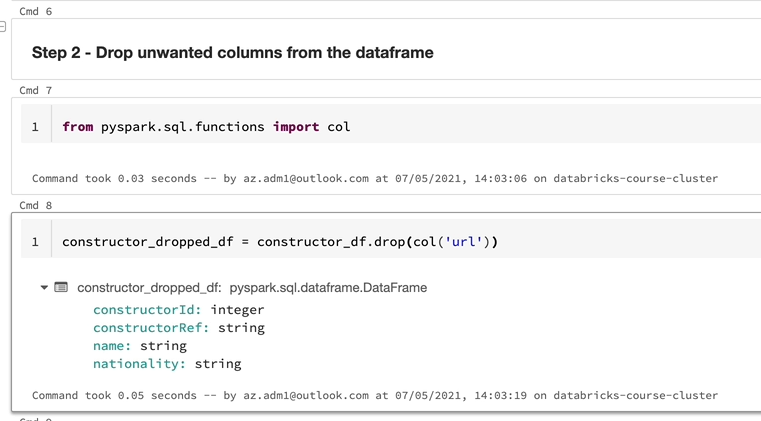 Cmd 6
Step 2 - Drop unwanted columns from the dataframe
Cmd 7
1 from pyspark.sql.functions import col
Command took 0.03 seconds -- by az.adm1@outlook.com at 07/05/2021, 14:03:06 on databricks-course-cluster
Cmd 8
1 constructor_dropped_df = constructor_df.drop(col('url'))
constructor_dropped_df: pyspark.sql.dataframe.DataFrame
constructorId: integer
constructorRef: string
name: string
nationality: string
Command took 0.05 seconds -- by az.adm1@outlook.com at 07/05/2021, 14:03:19 on databricks-course-cluster